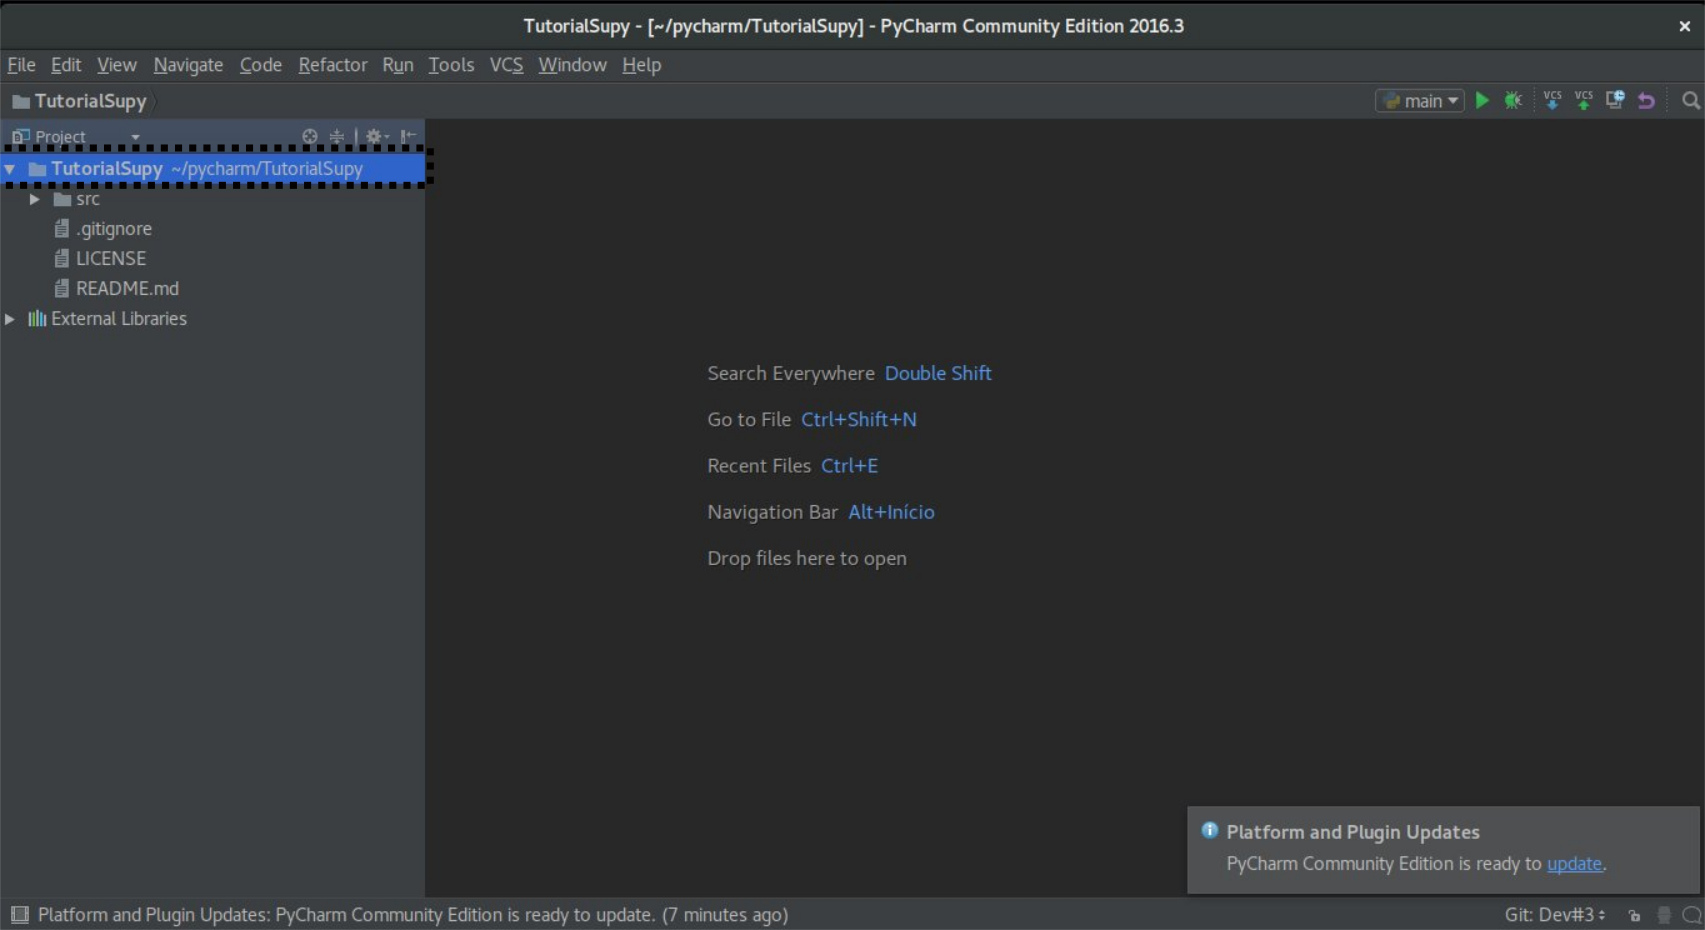 TutorialSupy - [~/pycharm/TutorialSupy] - PyCharm Community Edition 2016.3
File Edit View Navigate Code Refactor Run Tools VCS Window Help
TutorialSupy
main
VCS VCS
Project
TutorialSupy ~/pycharm/TutorialSupy
src
.gitignore
LICENSE
README.md
External Libraries
Search Everywhere Double Shift
Go to File Ctrl+Shift+N
Recent Files Ctrl+E
Navigation Bar Alt+Início
Drop files here to open
Platform and Plugin Updates
PyCharm Community Edition is ready to update.
Platform and Plugin Updates: PyCharm Community Edition is ready to update. (7 minutes ago)
Git: Dev#3